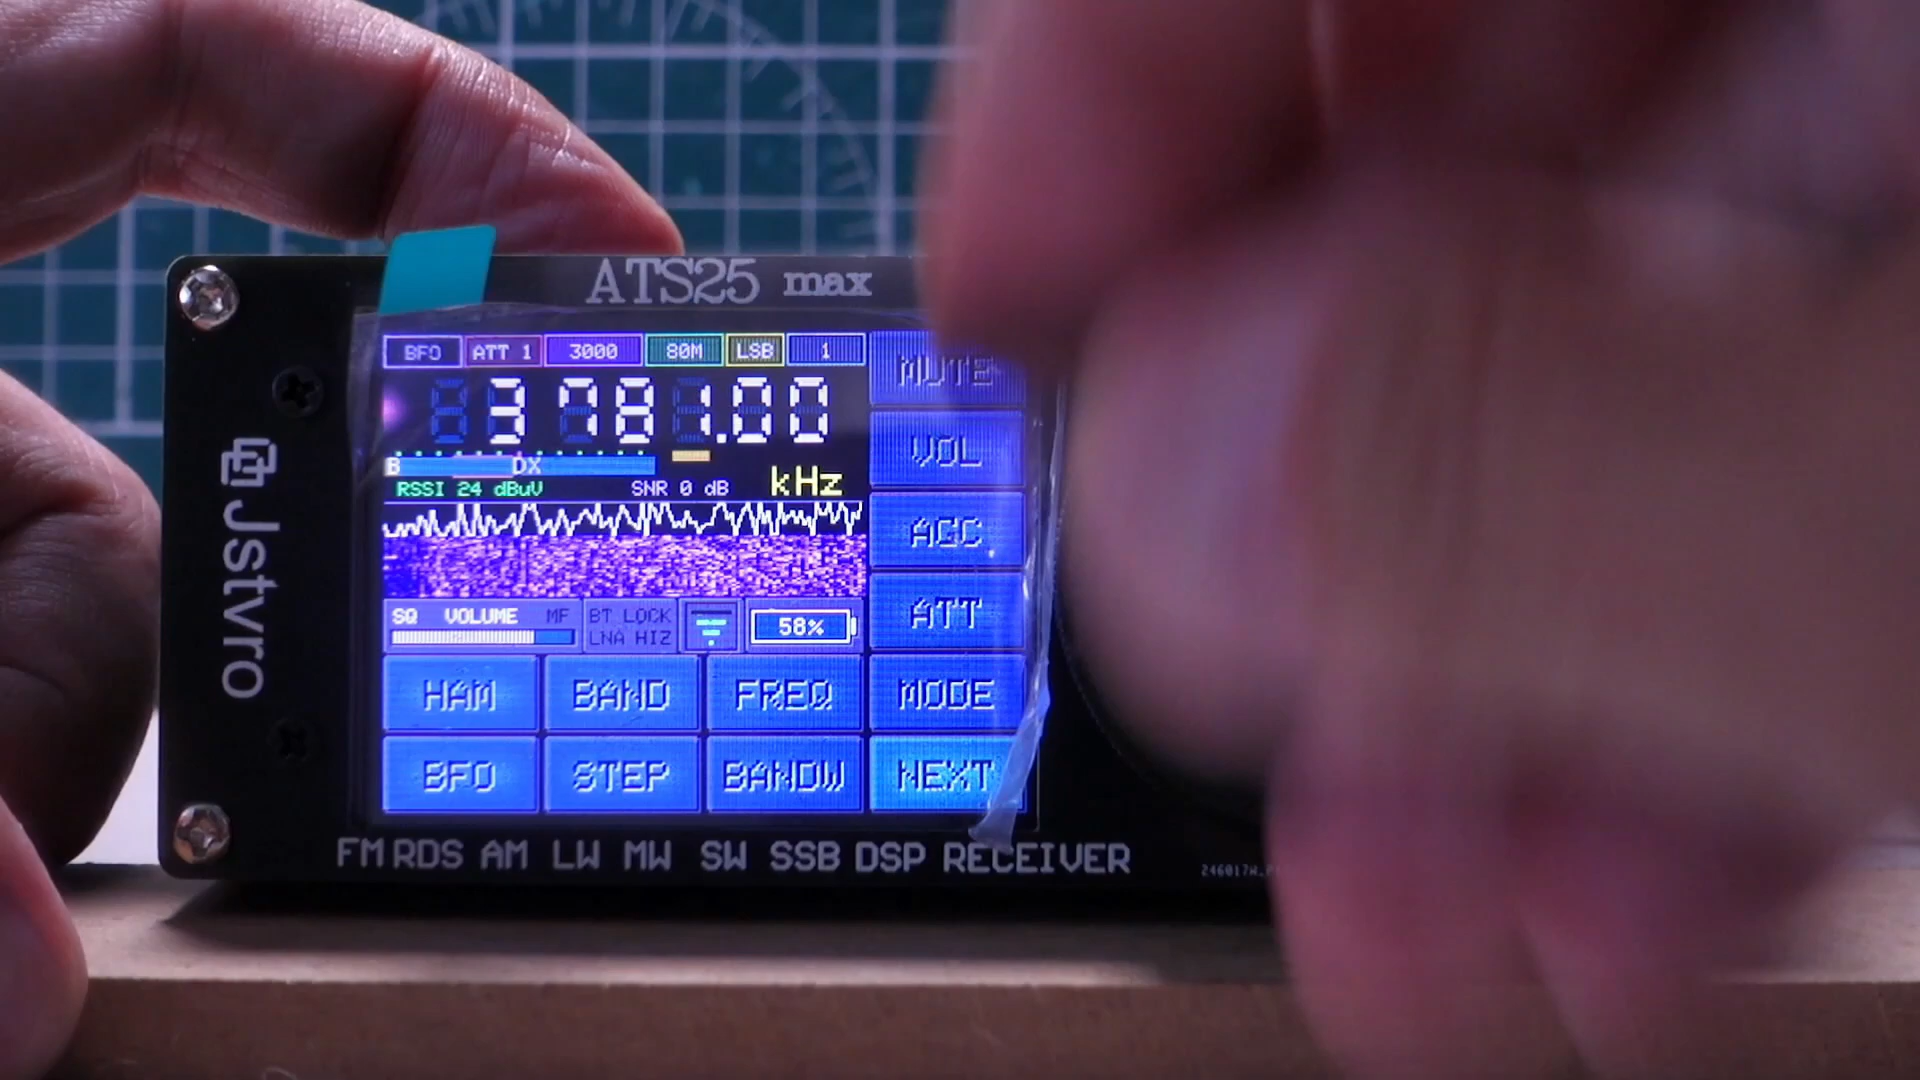 ATS25 max
BFO ATT 1 3000 80M LSB 1
3 781.00
B DX
RSSI 24 dBuV SNR 0 dB kHz
SQ VOLUME MF BT LOCK
LNA HIZ
58%
MUTE
VOL
AGC
ATT
HAM BAND FREQ MODE
BFO STEP BANDW NEXT
Jstvro
FM RDS AM LW MW SW SSB DSP RECEIVER